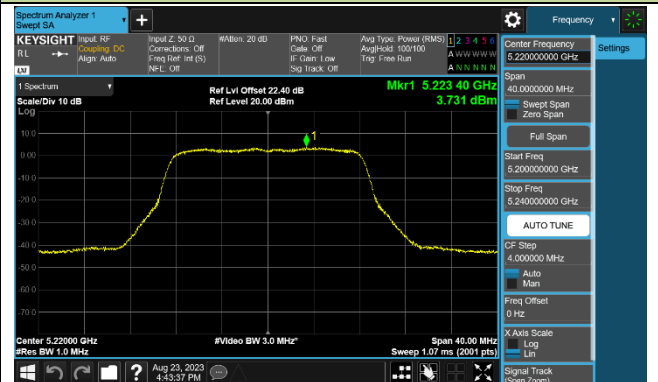 Spectrum Analyzer 1
Swept SA
+
Frequency
KEYSIGHT
RL
LXI
Input: RF
Coupling: DC
Align: Auto
Input Z: 50 Ω
Corrections: Off
Freq Ref: Int (S)
NFE: Off
#Atten: 20 dB
PNO: Fast
Gate: Off
IF Gain: Low
Sig Track: Off
Avg Type: Power (RMS)
Avg|Hold: 100/100
Trig: Free Run
1 2 3 4 5 6
A W W W W W
A N N N N N
1 Spectrum
Scale/Div 10 dB
Log
Ref Lvl Offset 22.40 dB
Ref Level 20.00 dBm
Mkr1 5.223 40 GHz
3.731 dBm
1
10.0
0.00
-10.0
-20.0
-30.0
-40.0
-50.0
-60.0
-70.0
Center 5.22000 GHz
#Res BW 1.0 MHz
#Video BW 3.0 MHz*
Span 40.00 MHz
Sweep 1.07 ms (2001 pts)
Aug 23, 2023
4:43:37 PM
?
Center Frequency
5.220000000 GHz
Settings
Span
40.0000000 MHz
Swept Span
Zero Span
Full Span
Start Freq
5.200000000 GHz
Stop Freq
5.240000000 GHz
AUTO TUNE
CF Step
4.000000 MHz
Auto
Man
Freq Offset
0 Hz
X Axis Scale
Log
Lin
Signal Track
(Span Zoom)